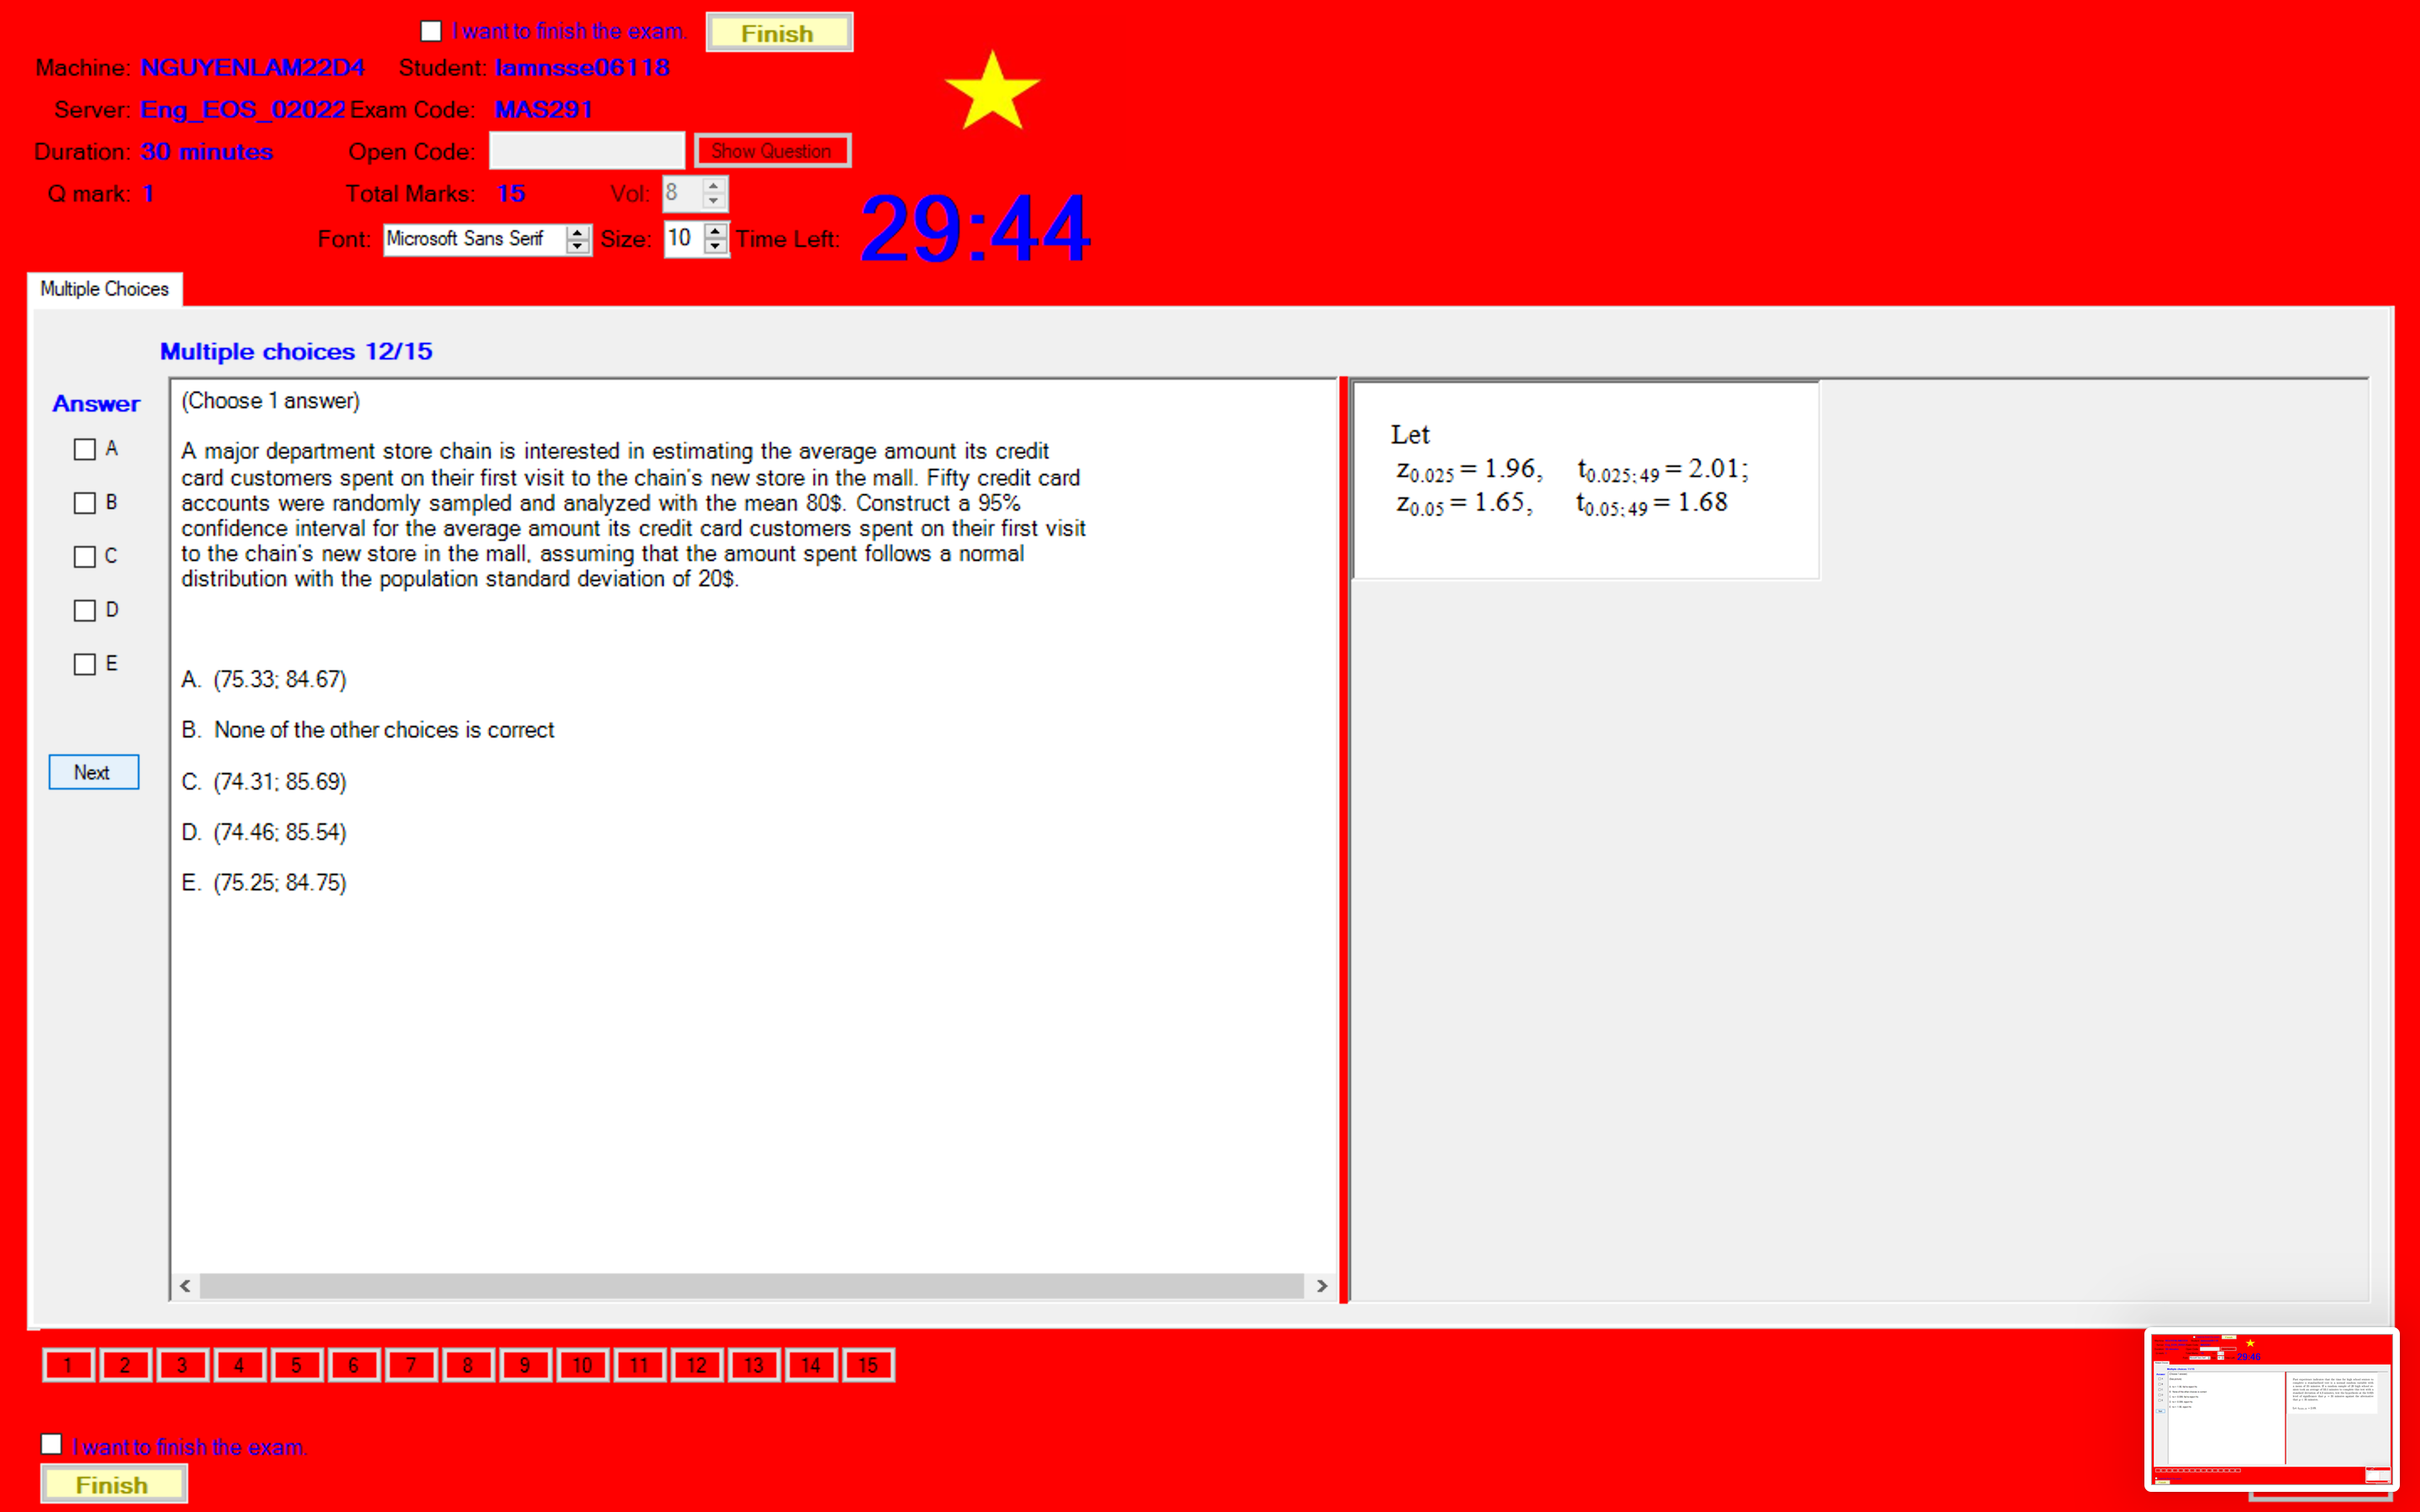 I want to finish the exam.
Finish
Machine: NGUYENLAM22D4 Student: lamnsse06118
Server: Eng_EOS_02022 Exam Code: MAS291
Duration: 30 minutes Open Code: Show Question
Q mark: 1 Total Marks: 15 Vol: 8
Font: Microsoft Sans Serif Size: 10 Time Left: 29:44
Multiple Choices
Multiple choices 12/15
Answer
A
B
C
D
E
Next
(Choose 1 answer)
A major department store chain is interested in estimating the average amount its credit
card customers spent on their first visit to the chain's new store in the mall. Fifty credit card
accounts were randomly sampled and analyzed with the mean 80$. Construct a 95%
confidence interval for the average amount its credit card customers spent on their first visit
to the chain's new store in the mall, assuming that the amount spent follows a normal
distribution with the population standard deviation of 20$.
A. (75.33; 84.67)
B. None of the other choices is correct
C. (74.31; 85.69)
D. (74.46; 85.54)
E. (75.25; 84.75)
Let
z0.025 = 1.96, t0.025;49 = 2.01;
z0.05 = 1.65, t0.05;49 = 1.68
1 2 3 4 5 6 7 8 9 10 11 12 13 14 15
I want to finish the exam.
Finish